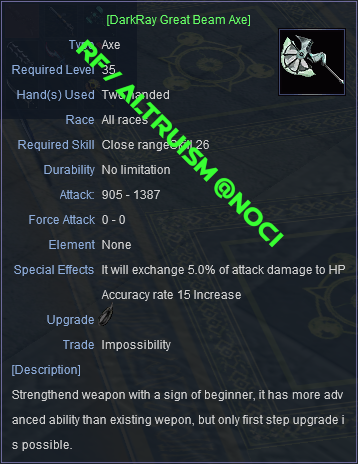 [DarkRay Great Beam Axe]
Type Axe
Required Level 35
Hand(s) Used Two handed
Race All races
Required Skill Close range 26
Durability No limitation
Attack: 905 - 1387
Force Attack 0 - 0
Element None
Special Effects It will exchange 5.0% of attack damage to HP
Accuracy rate 15 Increase
Upgrade
Trade Impossibility
[Description]
Strengthend weapon with a sign of beginner, it has more adv
anced ability than existing wepon, but only first step upgrade i
s possible.
RF/ ALTRUISM @NOCI